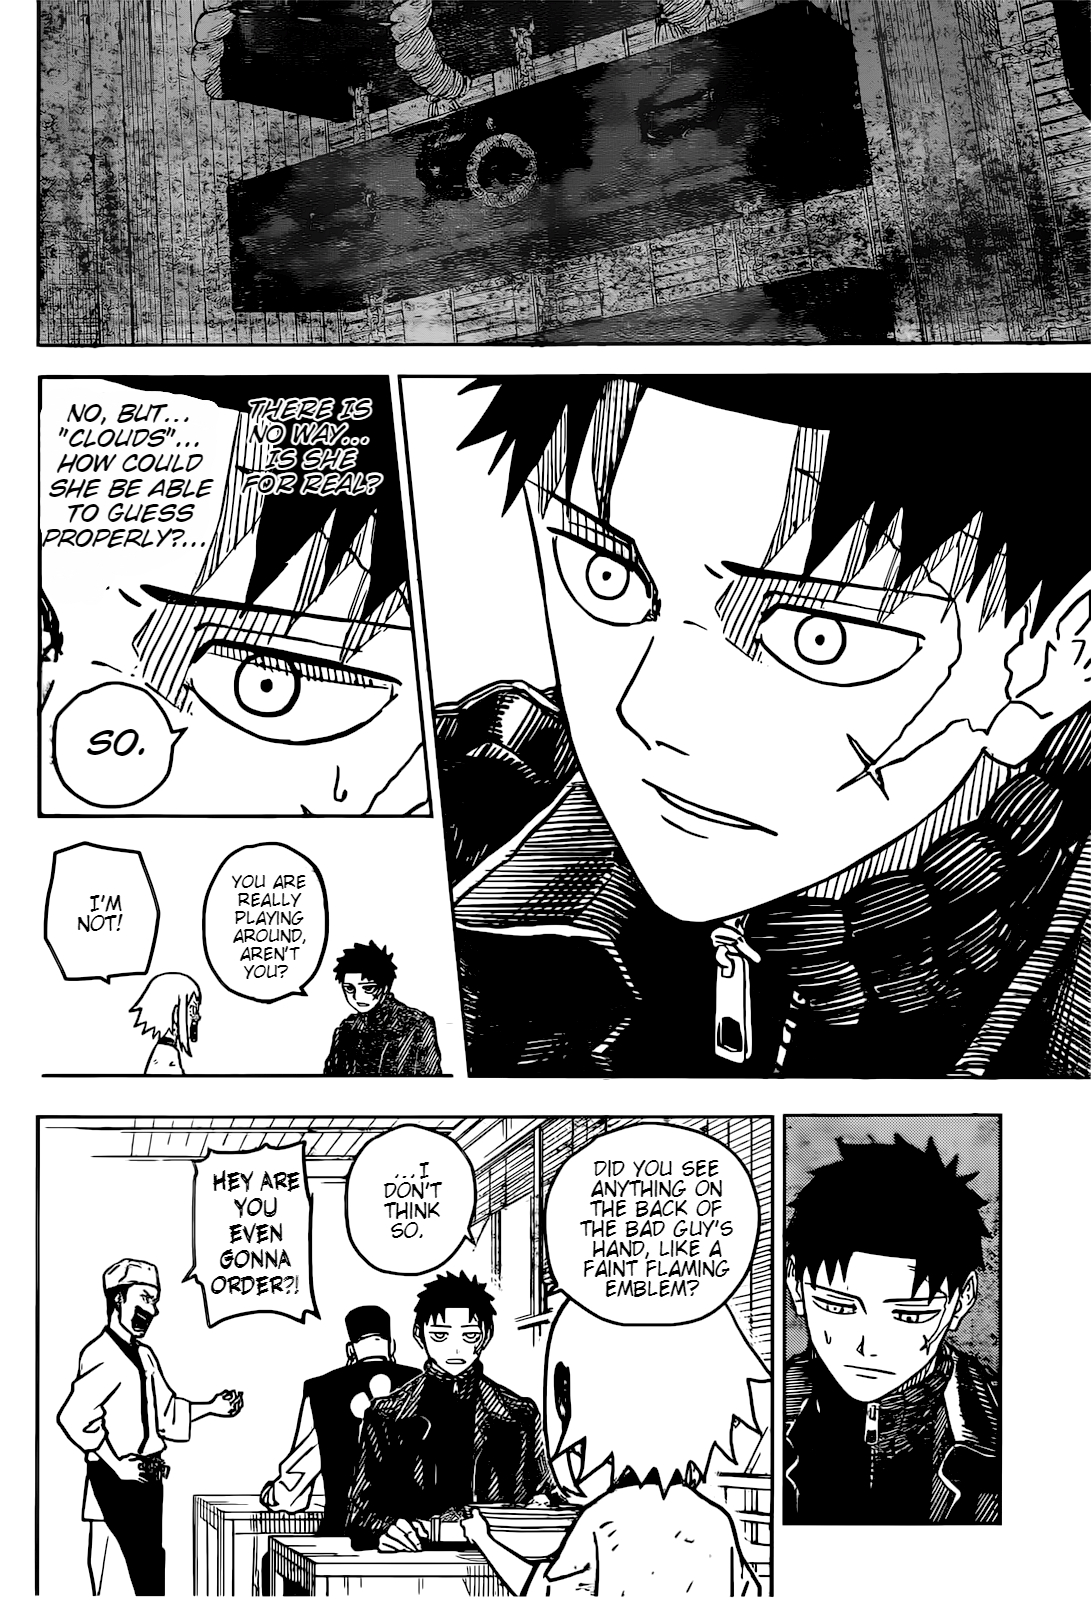 THERE IS
NO WAY...
IS SHE
FOR REAL?
NO, BUT...
"CLOUDS"...
HOW COULD
SHE BE ABLE
TO GUESS
PROPERLY?...
SO.
YOU ARE
REALLY
PLAYING
AROUND,
AREN'T
YOU?
I'M
NOT!
DID YOU SEE
ANYTHING ON
THE BACK OF
THE BAD GUY'S
HAND, LIKE A
FAINT FLAMING
EMBLEM?
...I
DON'T
THINK
SO.
HEY ARE
YOU
EVEN
GONNA
ORDER?!